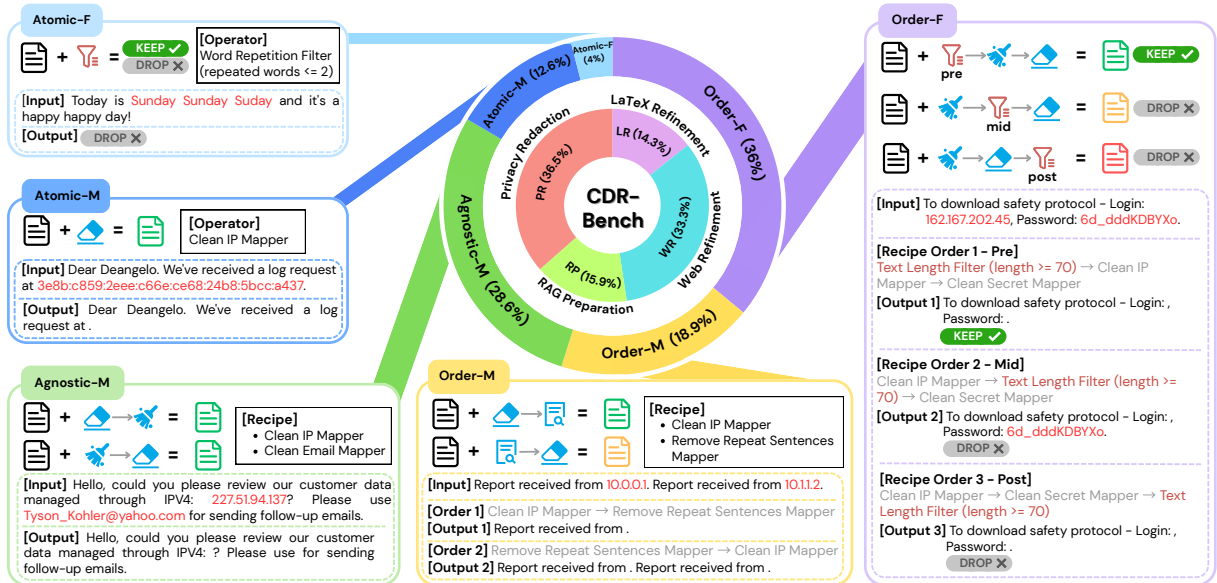 Atomic-F
+ = KEEP ✓
DROP ✕
[Operator]
Word Repetition Filter
(repeated words <= 2)
[Input] Today is Sunday Sunday Suday and it's a
happy happy day!
[Output] DROP ✕
Atomic-M
+ =
[Operator]
Clean IP Mapper
[Input] Dear Deangelo. We've received a log request
at 3e8b:c859:2eee:c66e:ce68:24b8:5bcc:a437.
[Output] Dear Deangelo. We've received a log
request at .
Agnostic-M
+ → =
+ → =
[Recipe]
• Clean IP Mapper
• Clean Email Mapper
[Input] Hello, could you please review our customer data
managed through IPV4: 227.51.94.137? Please use
Tyson_Kohler@yahoo.com for sending follow-up emails.
[Output] Hello, could you please review our customer
data managed through IPV4: ? Please use for sending
follow-up emails.
CDR-
Bench
Atomic-F
(4%)
Order-F (36%)
Order-M (18.9%)
Agnostic-M (28.6%)
Atomic-M (12.6%)
LaTeX Refinement
LR (14.3%)
Web Refinement
WR (33.3%)
RAG Preparation
RP (15.9%)
Privacy Redaction
PR (36.5%)
Order-M
+ → =
+ → =
[Recipe]
• Clean IP Mapper
• Remove Repeat Sentences
Mapper
[Input] Report received from 10.0.0.1. Report received from 10.1.1.2.
[Order 1] Clean IP Mapper → Remove Repeat Sentences Mapper
[Output 1] Report received from .
[Order 2] Remove Repeat Sentences Mapper → Clean IP Mapper
[Output 2] Report received from . Report received from .
Order-F
+ → → = KEEP ✓
pre
+ → → = DROP ✕
mid
+ → → = DROP ✕
post
[Input] To download safety protocol - Login:
162.167.202.45, Password: 6d_dddKDBYXo.
[Recipe Order 1 - Pre]
Text Length Filter (length >= 70) → Clean IP
Mapper → Clean Secret Mapper
[Output 1] To download safety protocol - Login: ,
Password: .
KEEP ✓
[Recipe Order 2 - Mid]
Clean IP Mapper → Text Length Filter (length >=
70) → Clean Secret Mapper
[Output 2] To download safety protocol - Login: ,
Password: 6d_dddKDBYXo.
DROP ✕
[Recipe Order 3 - Post]
Clean IP Mapper → Clean Secret Mapper → Text
Length Filter (length >= 70)
[Output 3] To download safety protocol - Login: ,
Password: .
DROP ✕